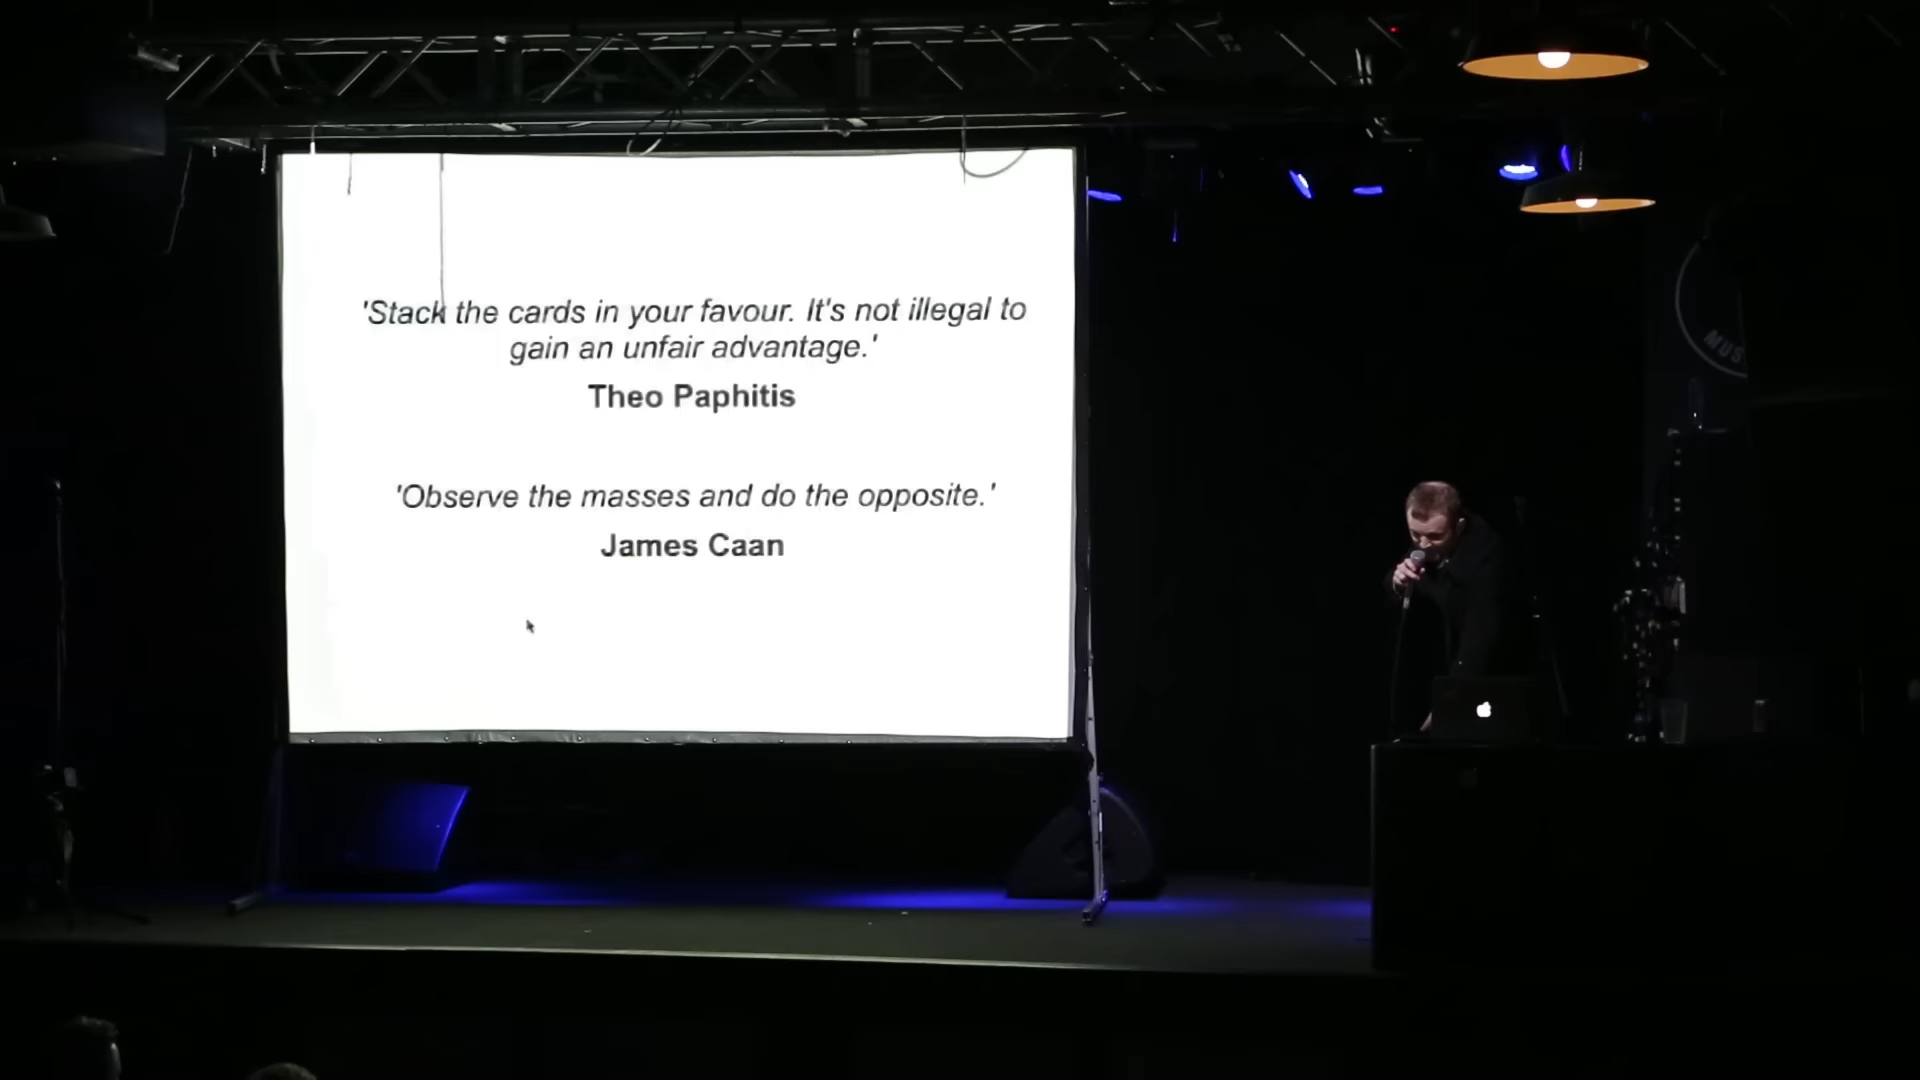 'Stack the cards in your favour. It's not illegal to
gain an unfair advantage.'
Theo Paphitis
'Observe the masses and do the opposite.'
James Caan
MUS